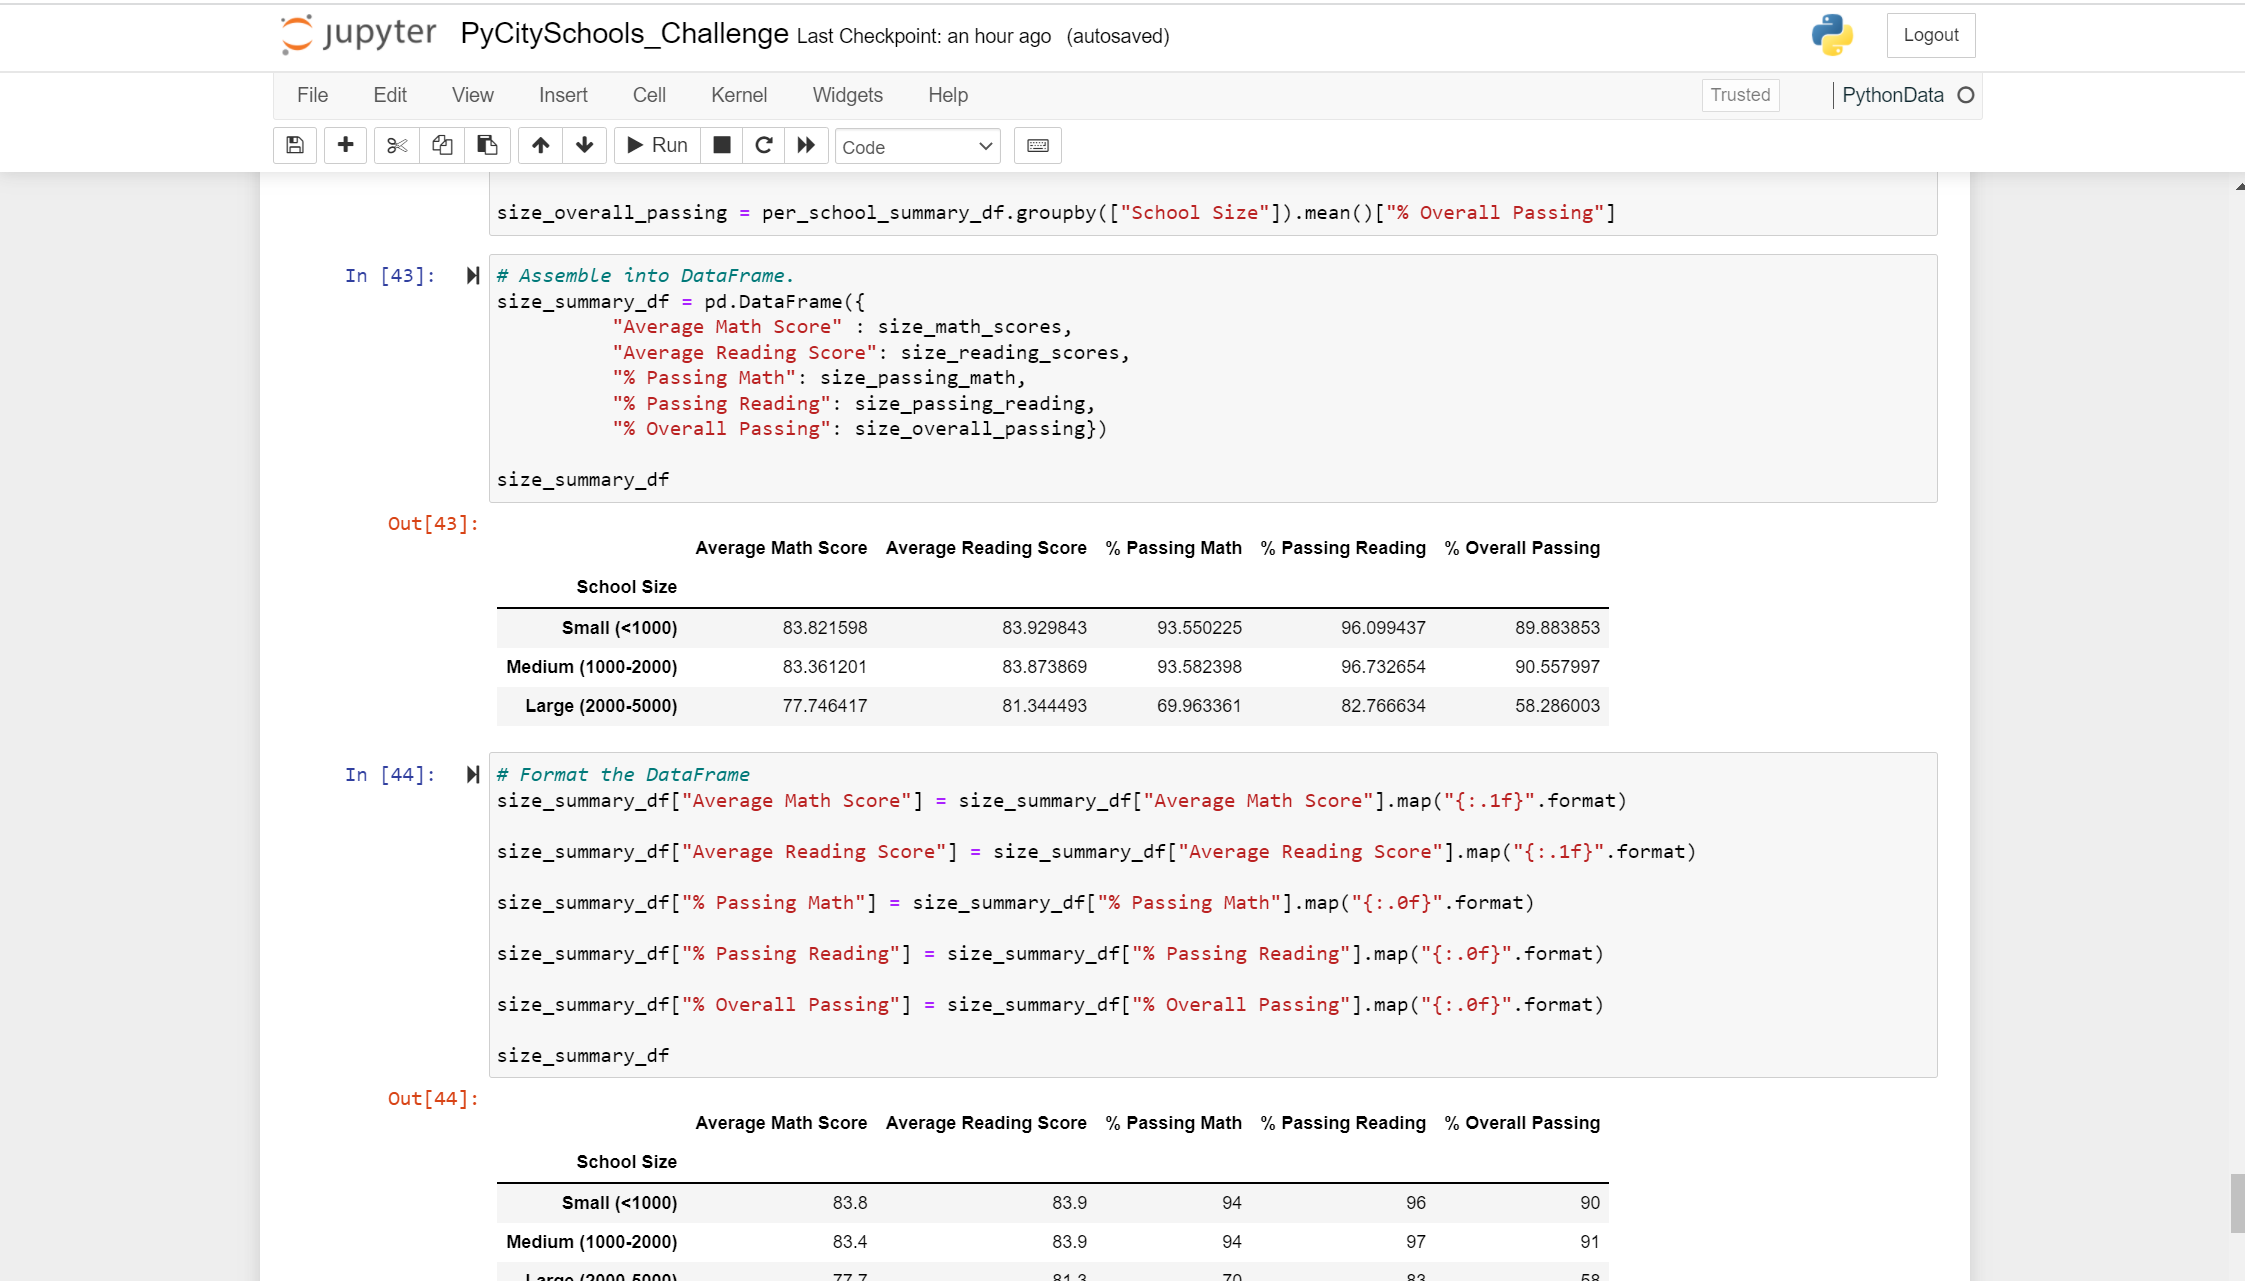 jupyter PyCitySchools_Challenge Last Checkpoint: an hour ago (autosaved) Logout
File Edit View Insert Cell Kernel Widgets Help Trusted PythonData
Run Code
size_overall_passing = per_school_summary_df.groupby(["School Size"]).mean()["% Overall Passing"]
In [43]: # Assemble into DataFrame.
size_summary_df = pd.DataFrame({
"Average Math Score" : size_math_scores,
"Average Reading Score": size_reading_scores,
"% Passing Math": size_passing_math,
"% Passing Reading": size_passing_reading,
"% Overall Passing": size_overall_passing})
size_summary_df
Out[43]:
Average Math Score Average Reading Score % Passing Math % Passing Reading % Overall Passing
School Size
Small (<1000) 83.821598 83.929843 93.550225 96.099437 89.883853
Medium (1000-2000) 83.361201 83.873869 93.582398 96.732654 90.557997
Large (2000-5000) 77.746417 81.344493 69.963361 82.766634 58.286003
In [44]: # Format the DataFrame
size_summary_df["Average Math Score"] = size_summary_df["Average Math Score"].map("{:.1f}".format)
size_summary_df["Average Reading Score"] = size_summary_df["Average Reading Score"].map("{:.1f}".format)
size_summary_df["% Passing Math"] = size_summary_df["% Passing Math"].map("{:.0f}".format)
size_summary_df["% Passing Reading"] = size_summary_df["% Passing Reading"].map("{:.0f}".format)
size_summary_df["% Overall Passing"] = size_summary_df["% Overall Passing"].map("{:.0f}".format)
size_summary_df
Out[44]:
Average Math Score Average Reading Score % Passing Math % Passing Reading % Overall Passing
School Size
Small (<1000) 83.8 83.9 94 96 90
Medium (1000-2000) 83.4 83.9 94 97 91
Large (2000-5000) 77.7 81.3 70 83 58